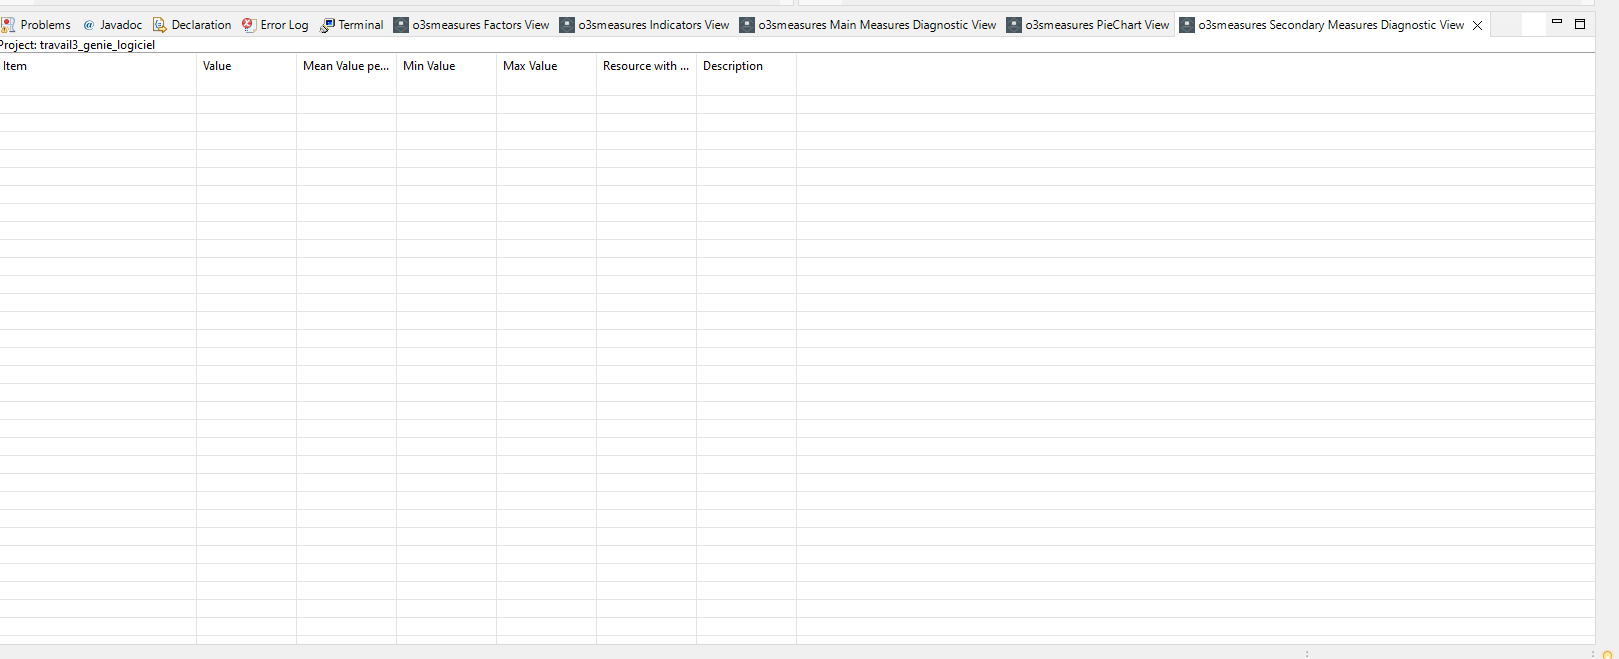 Problems @ Javadoc Declaration Error Log Terminal o3smeasures Factors View o3smeasures Indicators View o3smeasures Main Measures Diagnostic View o3smeasures PieChart View o3smeasures Secondary Measures Diagnostic View
Project: travail3_genie_logiciel
Item Value Mean Value pe... Min Value Max Value Resource with ... Description